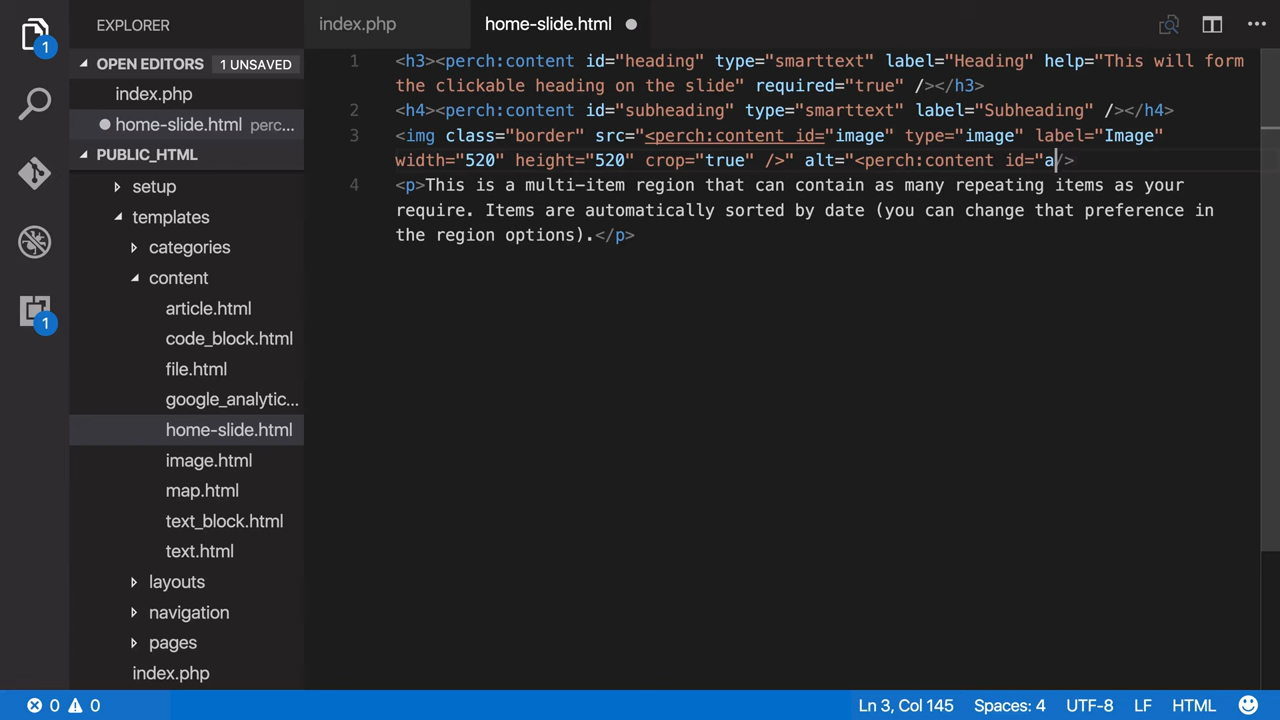 EXPLORER
index.php
home-slide.html
OPEN EDITORS 1 UNSAVED
index.php
home-slide.html perc...
PUBLIC_HTML
setup
templates
categories
content
article.html
code_block.html
file.html
google_analytic...
home-slide.html
image.html
map.html
text_block.html
text.html
layouts
navigation
pages
index.php
1
1
1 <h3><perch:content id="heading" type="smarttext" label="Heading" help="This will form
the clickable heading on the slide" required="true" /></h3>
2 <h4><perch:content id="subheading" type="smarttext" label="Subheading" /></h4>
3 <img class="border" src="<perch:content id="image" type="image" label="Image"
width="520" height="520" crop="true" />" alt="<perch:content id="a/>
4 <p>This is a multi-item region that can contain as many repeating items as your
require. Items are automatically sorted by date (you can change that preference in
the region options).</p>
0 0
Ln 3, Col 145 Spaces: 4 UTF-8 LF HTML